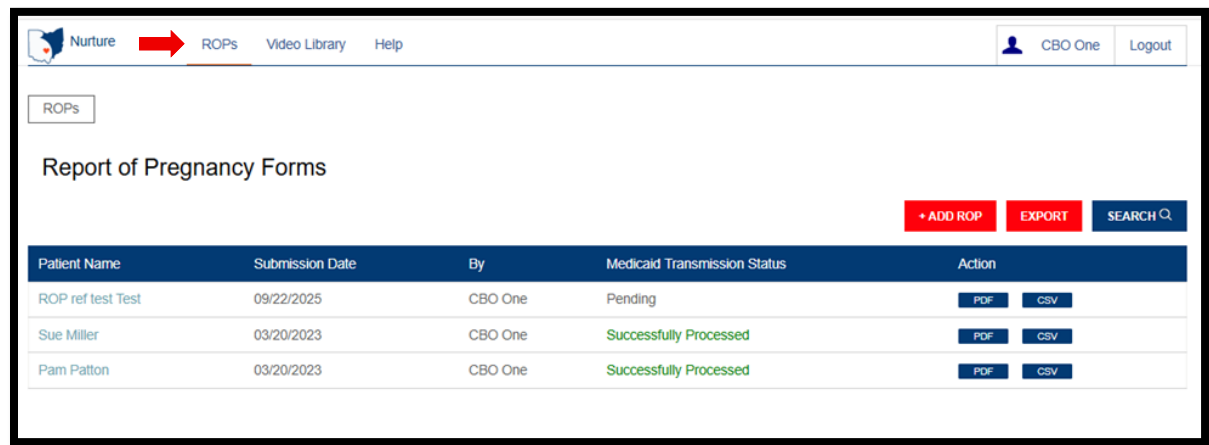 Nurture ROPs Video Library Help CBO One Logout
ROPs
Report of Pregnancy Forms
+ ADD ROP EXPORT SEARCH
Patient Name Submission Date By Medicaid Transmission Status Action
ROP ref test Test 09/22/2025 CBO One Pending PDF CSV
Sue Miller 03/20/2023 CBO One Successfully Processed PDF CSV
Pam Patton 03/20/2023 CBO One Successfully Processed PDF CSV